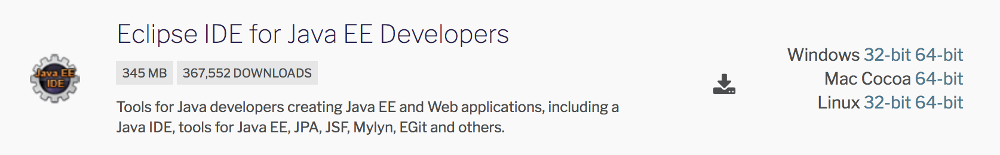 Eclipse IDE for Java EE Developers
Java EE
IDE
345 MB 367,552 DOWNLOADS
Tools for Java developers creating Java EE and Web applications, including a
Java IDE, tools for Java EE, JPA, JSF, Mylyn, EGit and others.
Windows 32-bit 64-bit
Mac Cocoa 64-bit
Linux 32-bit 64-bit